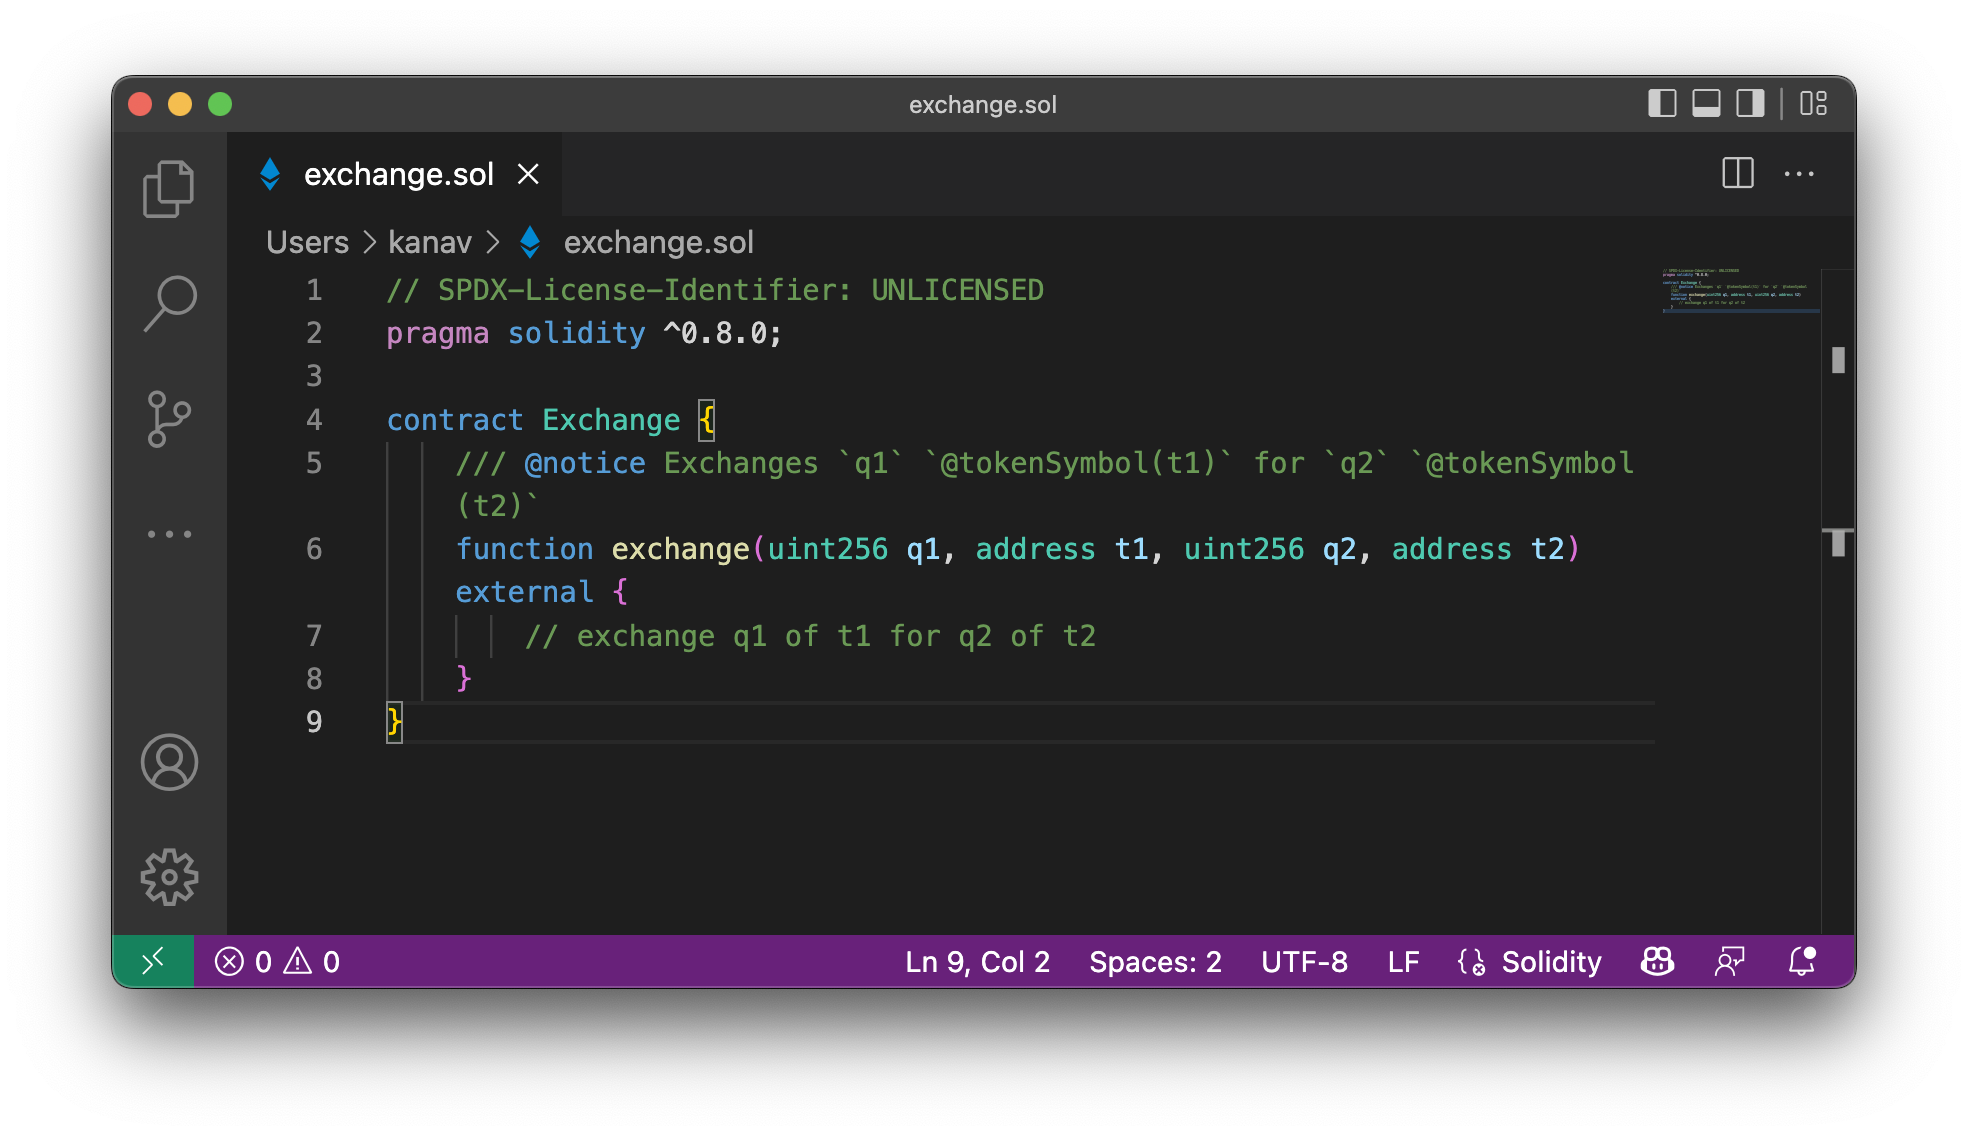 exchange.sol
exchange.sol
Users > kanav > exchange.sol
1 // SPDX-License-Identifier: UNLICENSED
2 pragma solidity ^0.8.0;
3
4 contract Exchange {
5 /// @notice Exchanges `q1` `@tokenSymbol(t1)` for `q2` `@tokenSymbol
(t2)`
6 function exchange(uint256 q1, address t1, uint256 q2, address t2)
external {
7 // exchange q1 of t1 for q2 of t2
8 }
9 }
0 0 Ln 9, Col 2 Spaces: 2 UTF-8 LF Solidity